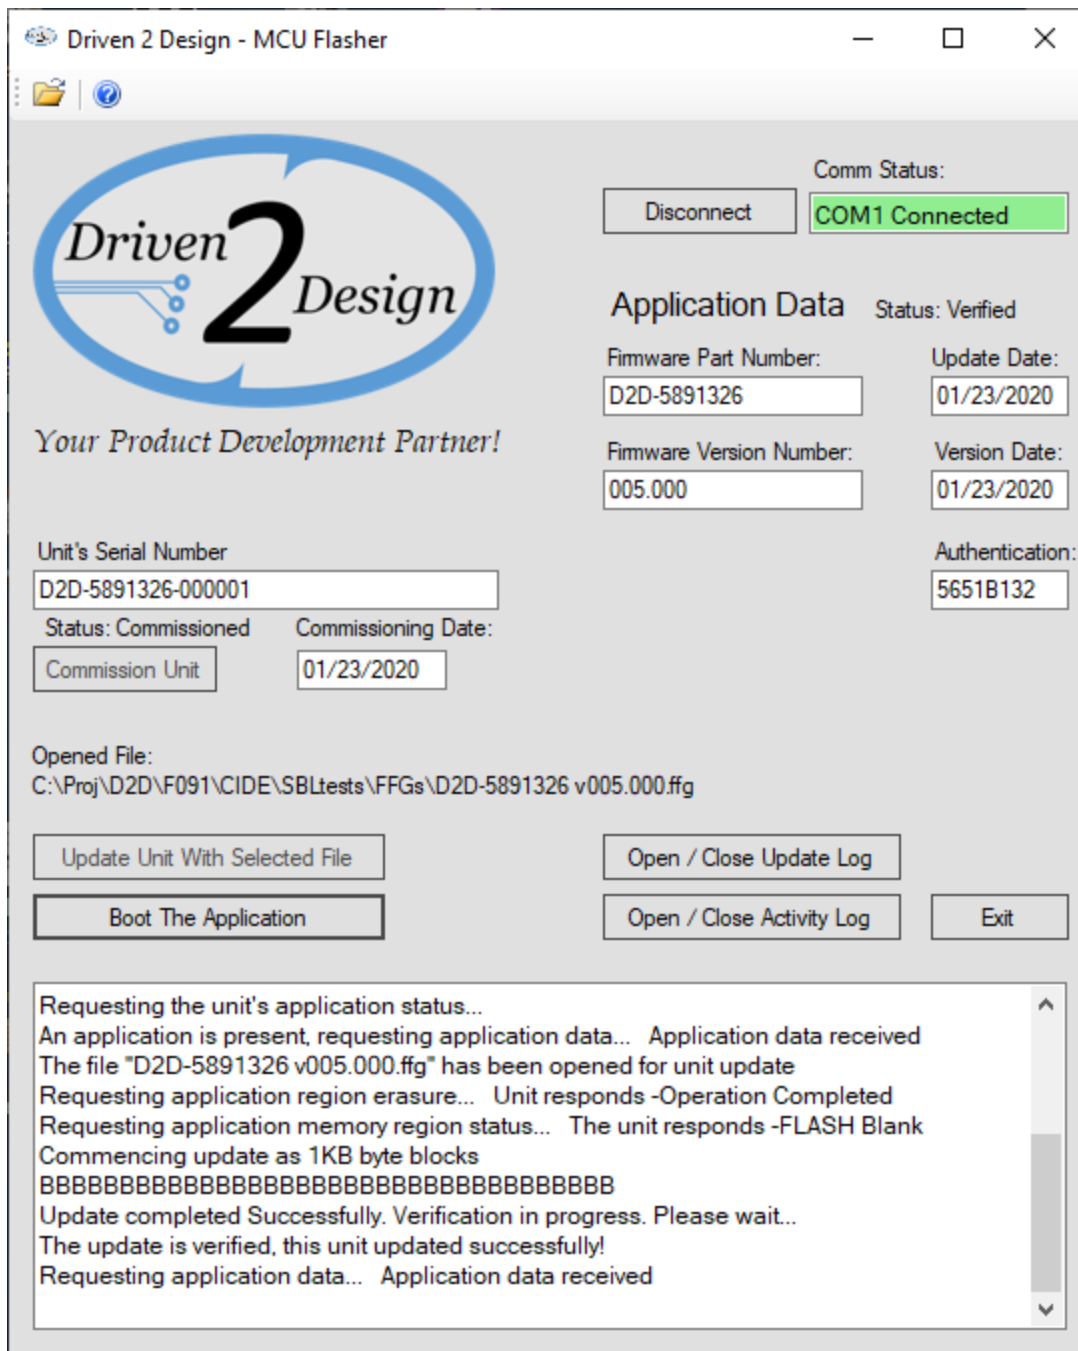 Driven 2 Design - MCU Flasher
Driven 2 Design
Your Product Development Partner!
Comm Status:
Disconnect
COM1 Connected
Application Data Status: Verified
Firmware Part Number: Update Date:
D2D-5891326 01/23/2020
Firmware Version Number: Version Date:
005.000 01/23/2020
Unit's Serial Number Authentication:
D2D-5891326-000001 5651B132
Status: Commissioned Commissioning Date:
Commission Unit 01/23/2020
Opened File:
C:\Proj\D2D\F091\CIDE\SBLtests\FFGs\D2D-5891326 v005.000.ffg
Update Unit With Selected File Open / Close Update Log
Boot The Application Open / Close Activity Log Exit
Requesting the unit's application status...
An application is present, requesting application data... Application data received
The file "D2D-5891326 v005.000.ffg" has been opened for unit update
Requesting application region erasure... Unit responds -Operation Completed
Requesting application memory region status... The unit responds -FLASH Blank
Commencing update as 1KB byte blocks
BBBBBBBBBBBBBBBBBBBBBBBBBBBBBBBBBBBB
Update completed Successfully. Verification in progress. Please wait...
The update is verified, this unit updated successfully!
Requesting application data... Application data received